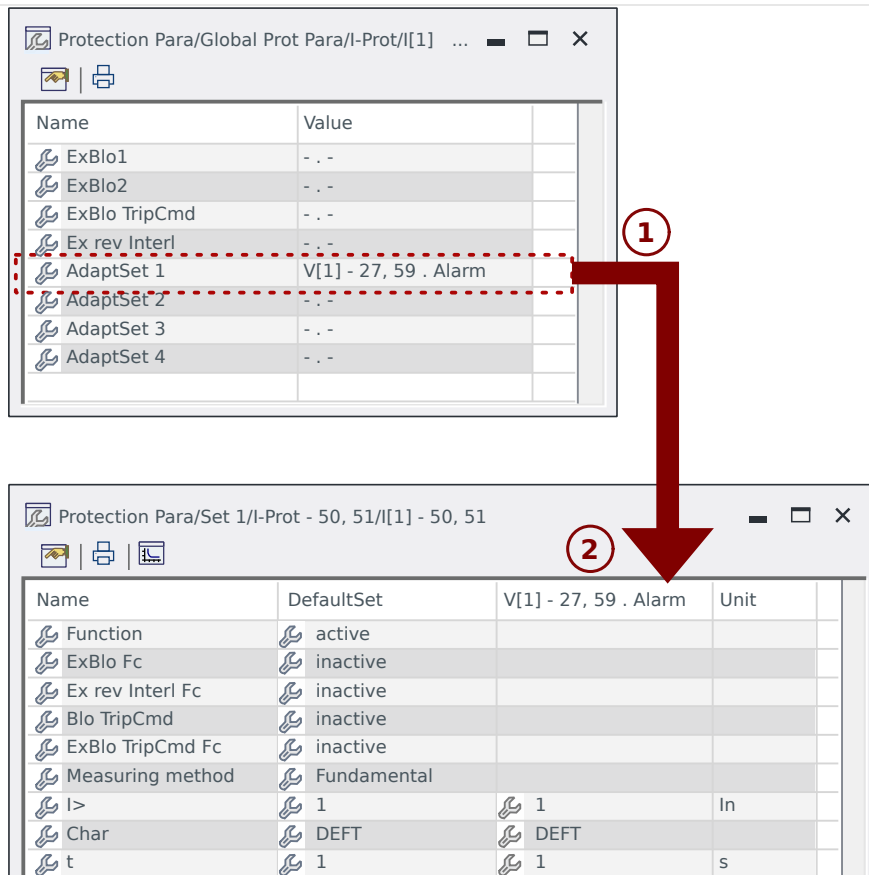 Protection Para/Global Prot Para/I-Prot/I[1] ...
Name Value
ExBlo1 - . -
ExBlo2 - . -
ExBlo TripCmd - . -
Ex rev Interl - . -
AdaptSet 1 V[1] - 27, 59 . Alarm
AdaptSet 2 - . -
AdaptSet 3 - . -
AdaptSet 4 - . -
1
Protection Para/Set 1/I-Prot - 50, 51/I[1] - 50, 51
2
Name DefaultSet V[1] - 27, 59 . Alarm Unit
Function active
ExBlo Fc inactive
Ex rev Interl Fc inactive
Blo TripCmd inactive
ExBlo TripCmd Fc inactive
Measuring method Fundamental
I> 1 1 In
Char DEFT DEFT
t 1 1 s